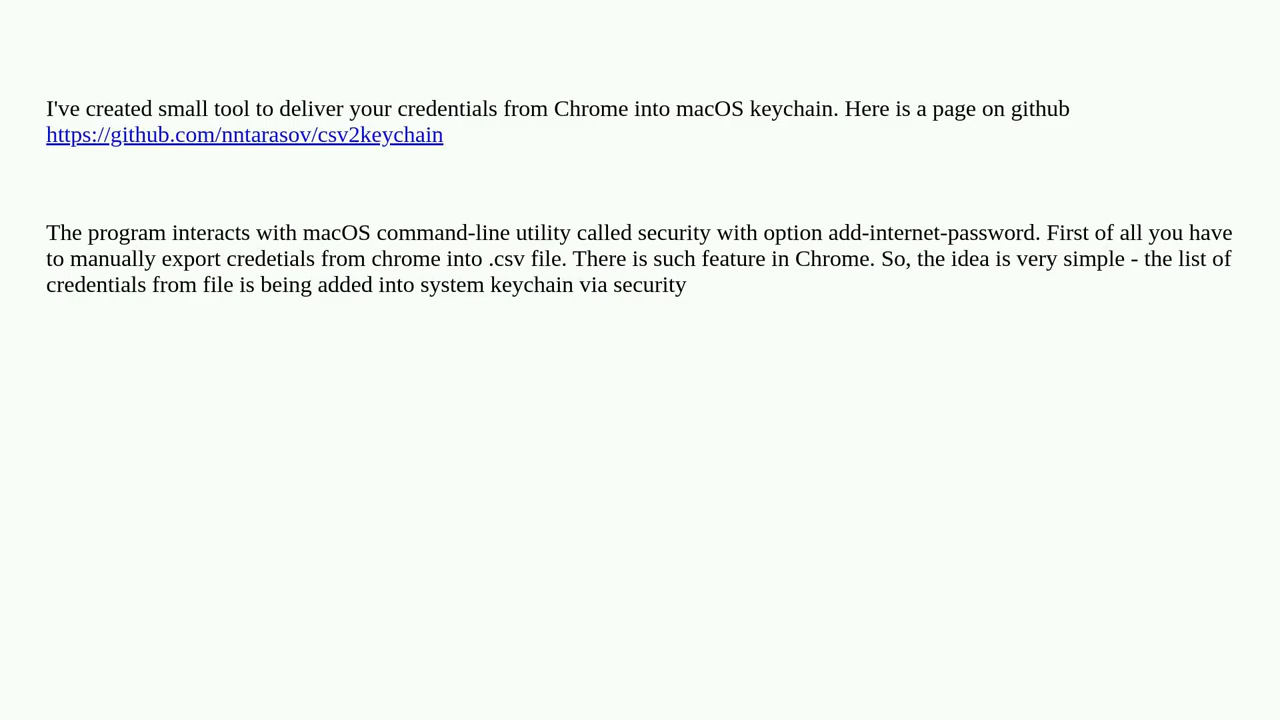 I've created small tool to deliver your credentials from Chrome into macOS keychain. Here is a page on github
https://github.com/nntarasov/csv2keychain
The program interacts with macOS command-line utility called security with option add-internet-password. First of all you have
to manually export credetials from chrome into .csv file. There is such feature in Chrome. So, the idea is very simple - the list of
credentials from file is being added into system keychain via security